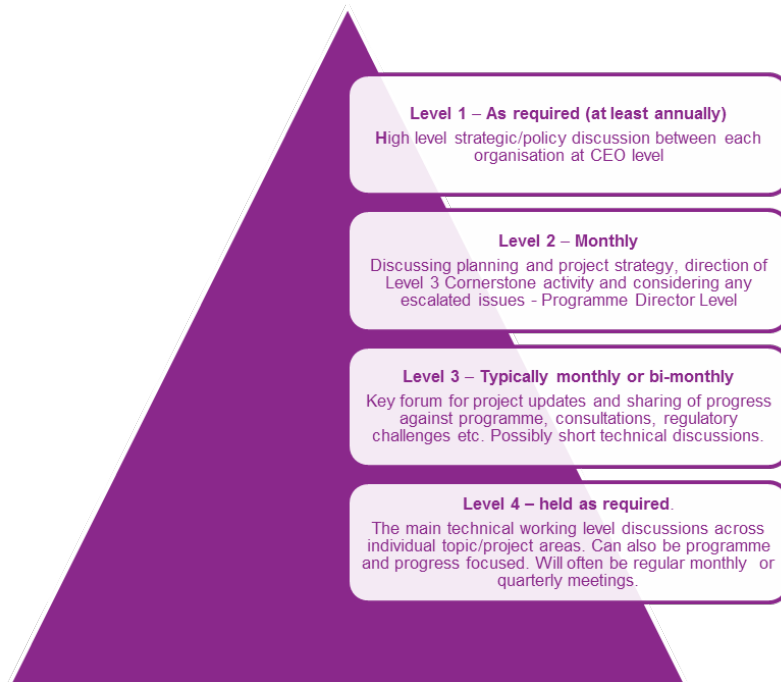 Level 1 – As required (at least annually)
High level strategic/policy discussion between each
organisation at CEO level
Level 2 – Monthly
Discussing planning and project strategy, direction of
Level 3 Cornerstone activity and considering any
escalated issues - Programme Director Level
Level 3 – Typically monthly or bi-monthly
Key forum for project updates and sharing of progress
against programme, consultations, regulatory
challenges etc. Possibly short technical discussions.
Level 4 – held as required.
The main technical working level discussions across
individual topic/project areas. Can also be programme
and progress focused. Will often be regular monthly or
quarterly meetings.